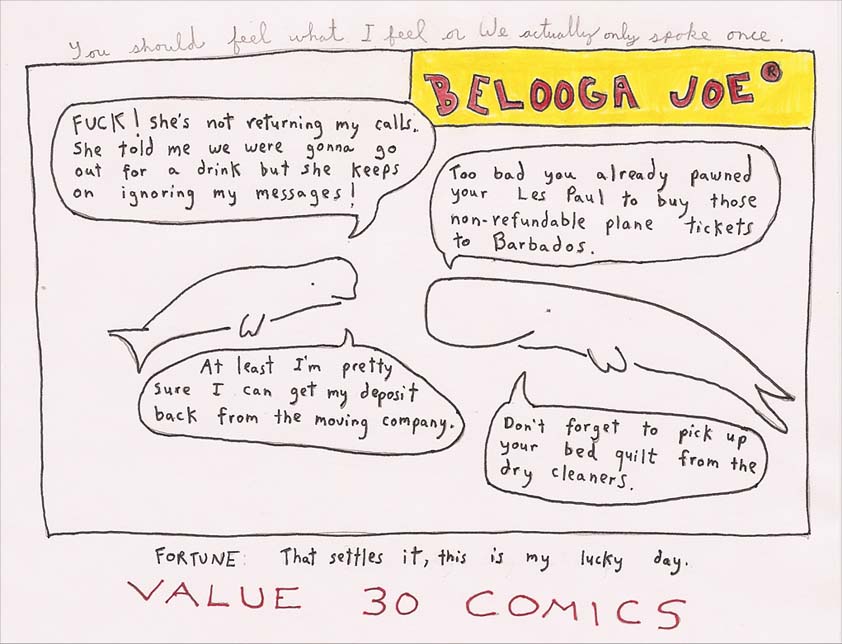 You should feel what I feel or We actually only spoke once.
BELOOGA JOE®
FUCK! She's not returning my calls.
She told me we were gonna go
out for a drink but she keeps
on ignoring my messages!
Too bad you already pawned
your Les Paul to buy those
non-refundable plane tickets
to Barbados.
At least I'm pretty
sure I can get my deposit
back from the moving company.
Don't forget to pick up
your bed quilt from the
dry cleaners.
FORTUNE: That settles it, this is my lucky day.
VALUE 30 COMICS